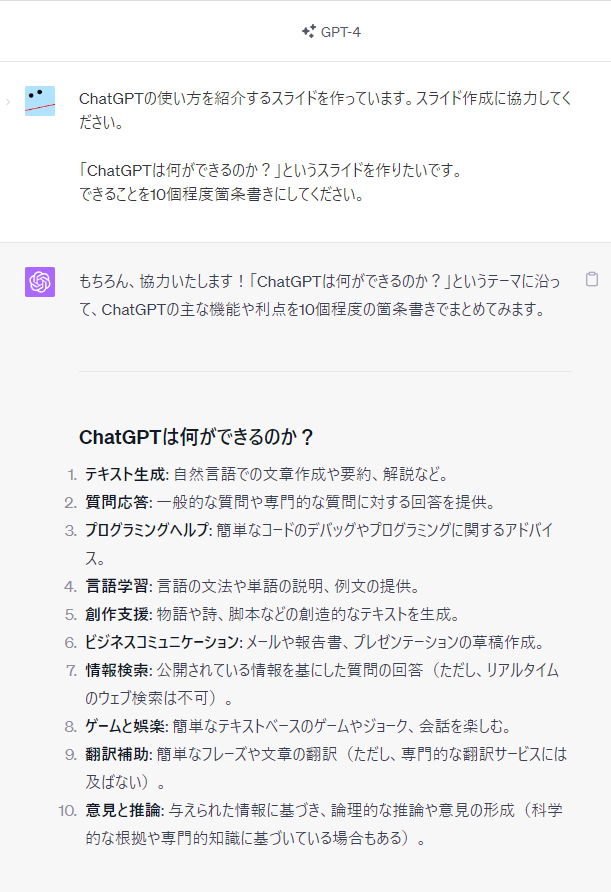 GPT-4
ChatGPTの使い方を紹介するスライドを作っています。スライド作成に協力してく
ださい。
「ChatGPTは何ができるのか？」というスライドを作りたいです。
できることを10個程度箇条書きにしてください。
もちろん、協力いたします！「ChatGPTは何ができるのか？」というテーマに沿っ
て、ChatGPTの主な機能や利点を10個程度の箇条書きでまとめてみます。
ChatGPTは何ができるのか？
1. テキスト生成: 自然言語での文章作成や要約、解説など。
2. 質問応答: 一般的な質問や専門的な質問に対する回答を提供。
3. プログラミングヘルプ: 簡単なコードのデバッグやプログラミングに関するアドバイ
ス。
4. 言語学習: 言語の文法や単語の説明、例文の提供。
5. 創作支援: 物語や詩、脚本などの創造的なテキストを生成。
6. ビジネスコミュニケーション: メールや報告書、プレゼンテーションの草稿作成。
7. 情報検索: 公開されている情報を基にした質問の回答（ただし、リアルタイム
のウェブ検索は不可）。
8. ゲームと娯楽: 簡単なテキストベースのゲームやジョーク、会話を楽しむ。
9. 翻訳補助: 簡単なフレーズや文章の翻訳（ただし、専門的な翻訳サービスには
及ばない）。
10. 意見と推論: 与えられた情報に基づき、論理的な推論や意見の形成（科学
的な根拠や専門的知識に基づいている場合もある）。